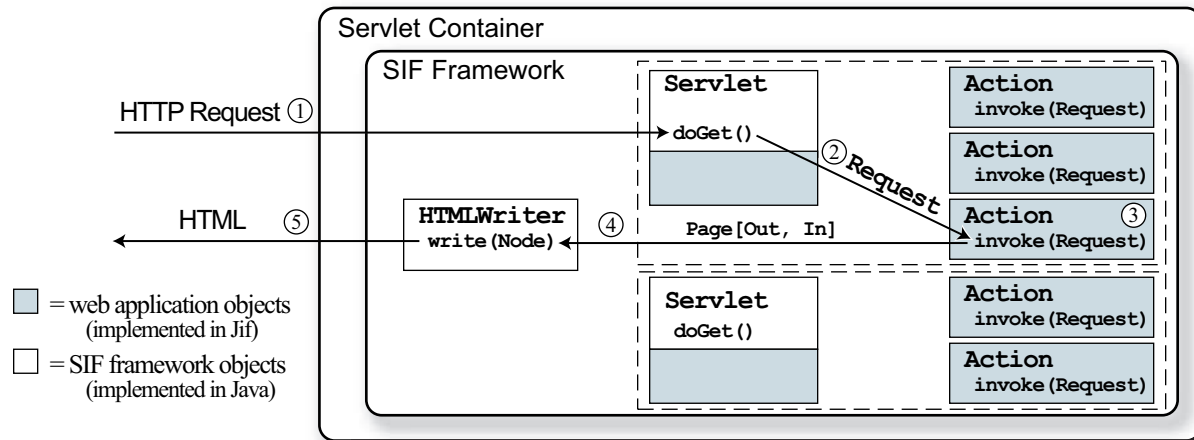 Servlet Container
SIF Framework
HTTP Request ①
Servlet
doGet()
② Request
Action
invoke(Request)
Action
invoke(Request)
Action ③
invoke(Request)
HTML ⑤
HTMLWriter
write(Node)
④ Page[Out, In]
Servlet
doGet()
Action
invoke(Request)
Action
invoke(Request)
= web application objects
(implemented in Jif)
= SIF framework objects
(implemented in Java)